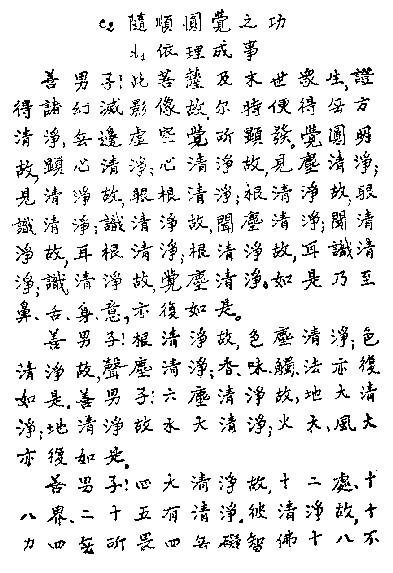 c2 隨順圓覺之功
d1 依理成事
善男子!此菩薩及末世眾生,證
得諸幻滅影像故,尔時便得无方
清淨,无邊虛空覺所顯發。覺圓明
故,顯心清淨;心清淨故,見塵清淨;
見清淨故,眼根清淨;根清淨故,眼
識清淨;識清淨故,聞塵清淨;聞清
淨故,耳根清淨;根清淨故,耳識清
淨;識清淨故,覺塵清淨。如是乃至
鼻、舌、身、意,亦復如是。
善男子!根清淨故,色塵清淨;色
清淨故,聲塵清淨;香、味、觸、法亦復
如是。善男子!六塵清淨故,地大清
淨;地清淨故,水大清淨;火大、風大
亦復如是。
善男子!四大清淨故,十二處、十
八界、二十五有清淨。彼清淨故,十
力四无所畏四无礙智佛十八不